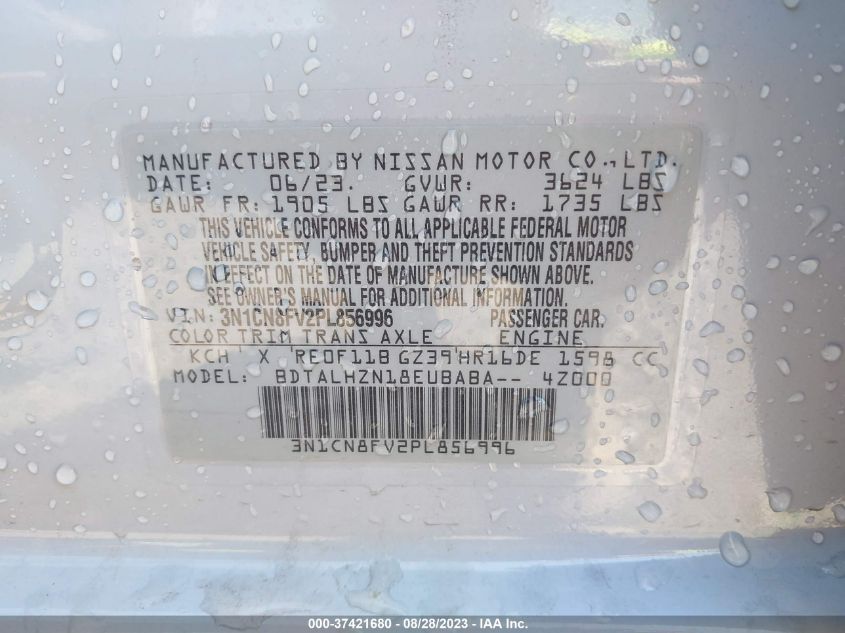 MANUFACTURED BY NISSAN MOTOR CO., LTD.
DATE: 06/23. GVWR: 3624 LBS
GAWR FR: 1905 LBS GAWR RR: 1735 LBS
THIS VEHICLE CONFORMS TO ALL APPLICABLE FEDERAL MOTOR
VEHICLE SAFETY, BUMPER AND THEFT PREVENTION STANDARDS
IN EFFECT ON THE DATE OF MANUFACTURE SHOWN ABOVE.
SEE OWNER'S MANUAL FOR ADDITIONAL INFORMATION.
VIN: 3N1CN8FV2PL856996 PASSENGER CAR.
COLOR TRIM TRANS AXLE ENGINE
KCH X RE0F11B GZ39 HR16DE 1598 CC
MODEL: BDTALHZN18EUBABA-- 4Z000
3N1CN8FV2PL856996
000-37421680 - 08/28/2023 - Copyright IAA, Inc.